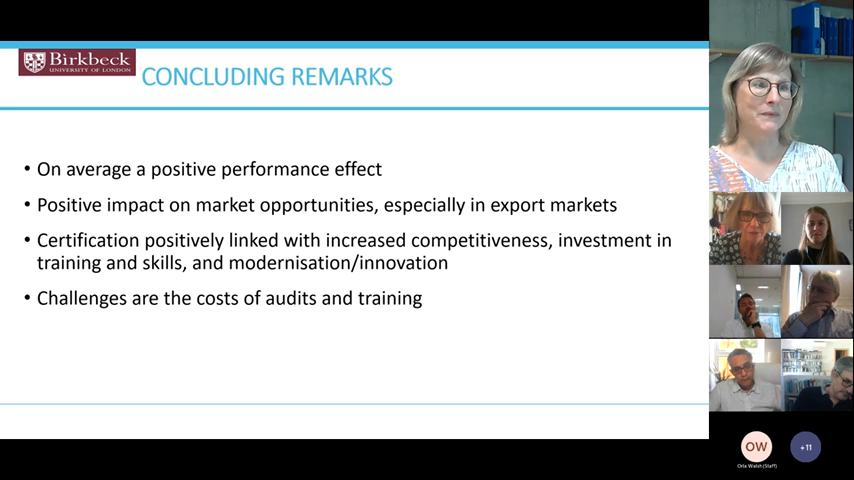 Birkbeck
UNIVERSITY OF LONDON
CONCLUDING REMARKS
• On average a positive performance effect
• Positive impact on market opportunities, especially in export markets
• Certification positively linked with increased competitiveness, investment in
training and skills, and modernisation/innovation
• Challenges are the costs of audits and training
OW
+11
Orla Walsh (Staff)